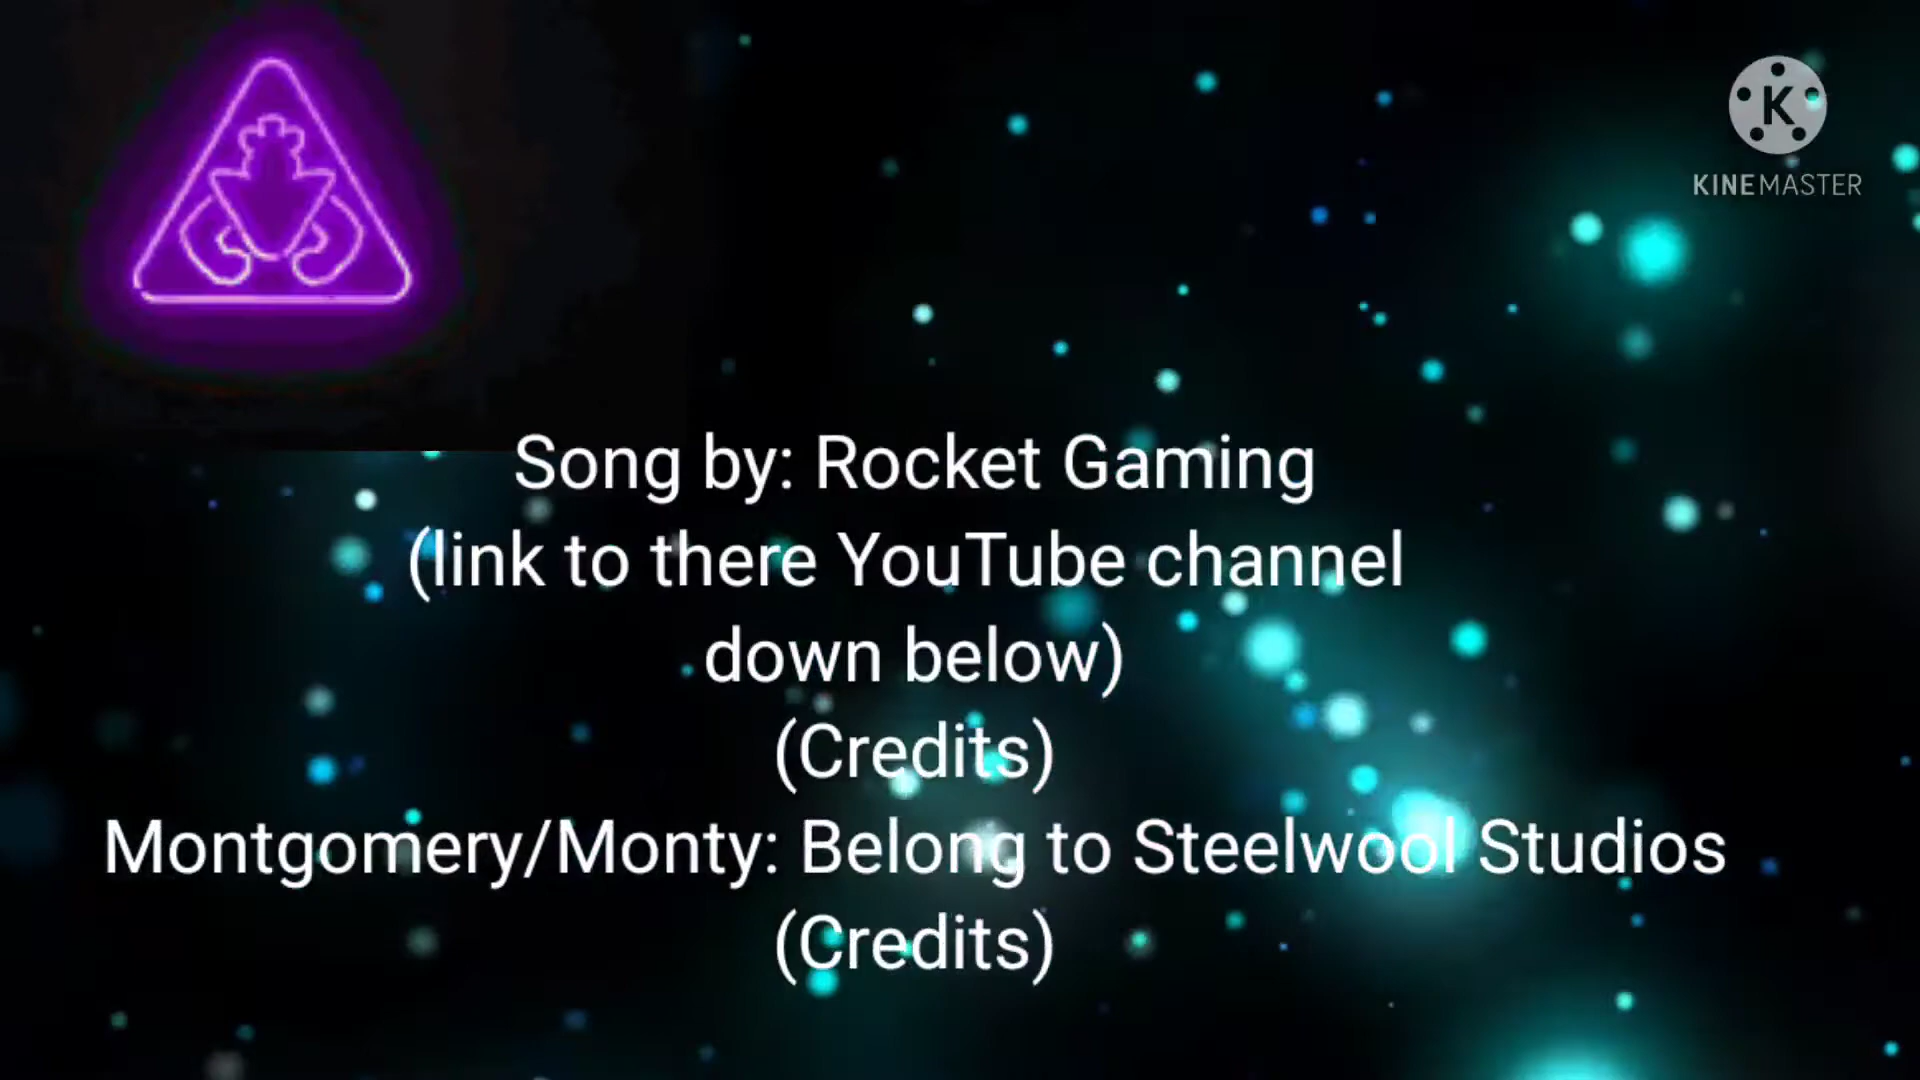 K
KINEMASTER
Song by: Rocket Gaming
(link to there YouTube channel
down below)
(Credits)
Montgomery/Monty: Belong to Steelwool Studios
(Credits)